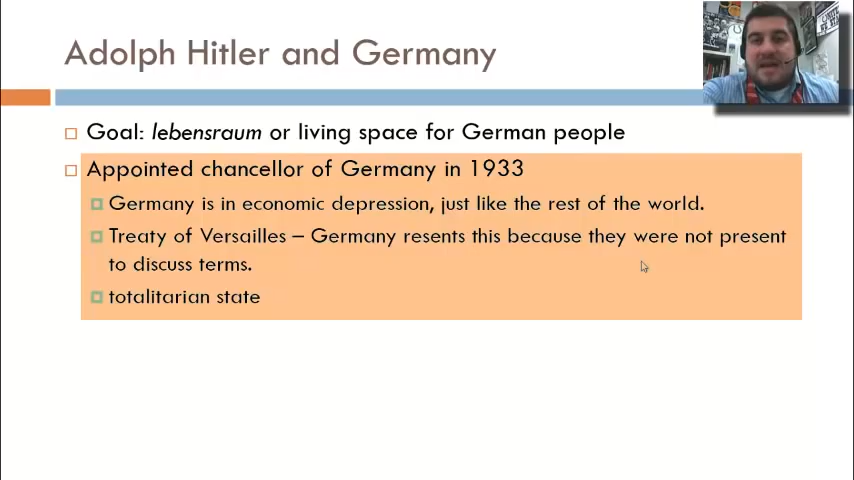 Adolph Hitler and Germany
Goal: lebensraum or living space for German people
Appointed chancellor of Germany in 1933
Germany is in economic depression, just like the rest of the world.
Treaty of Versailles – Germany resents this because they were not present
to discuss terms.
totalitarian state